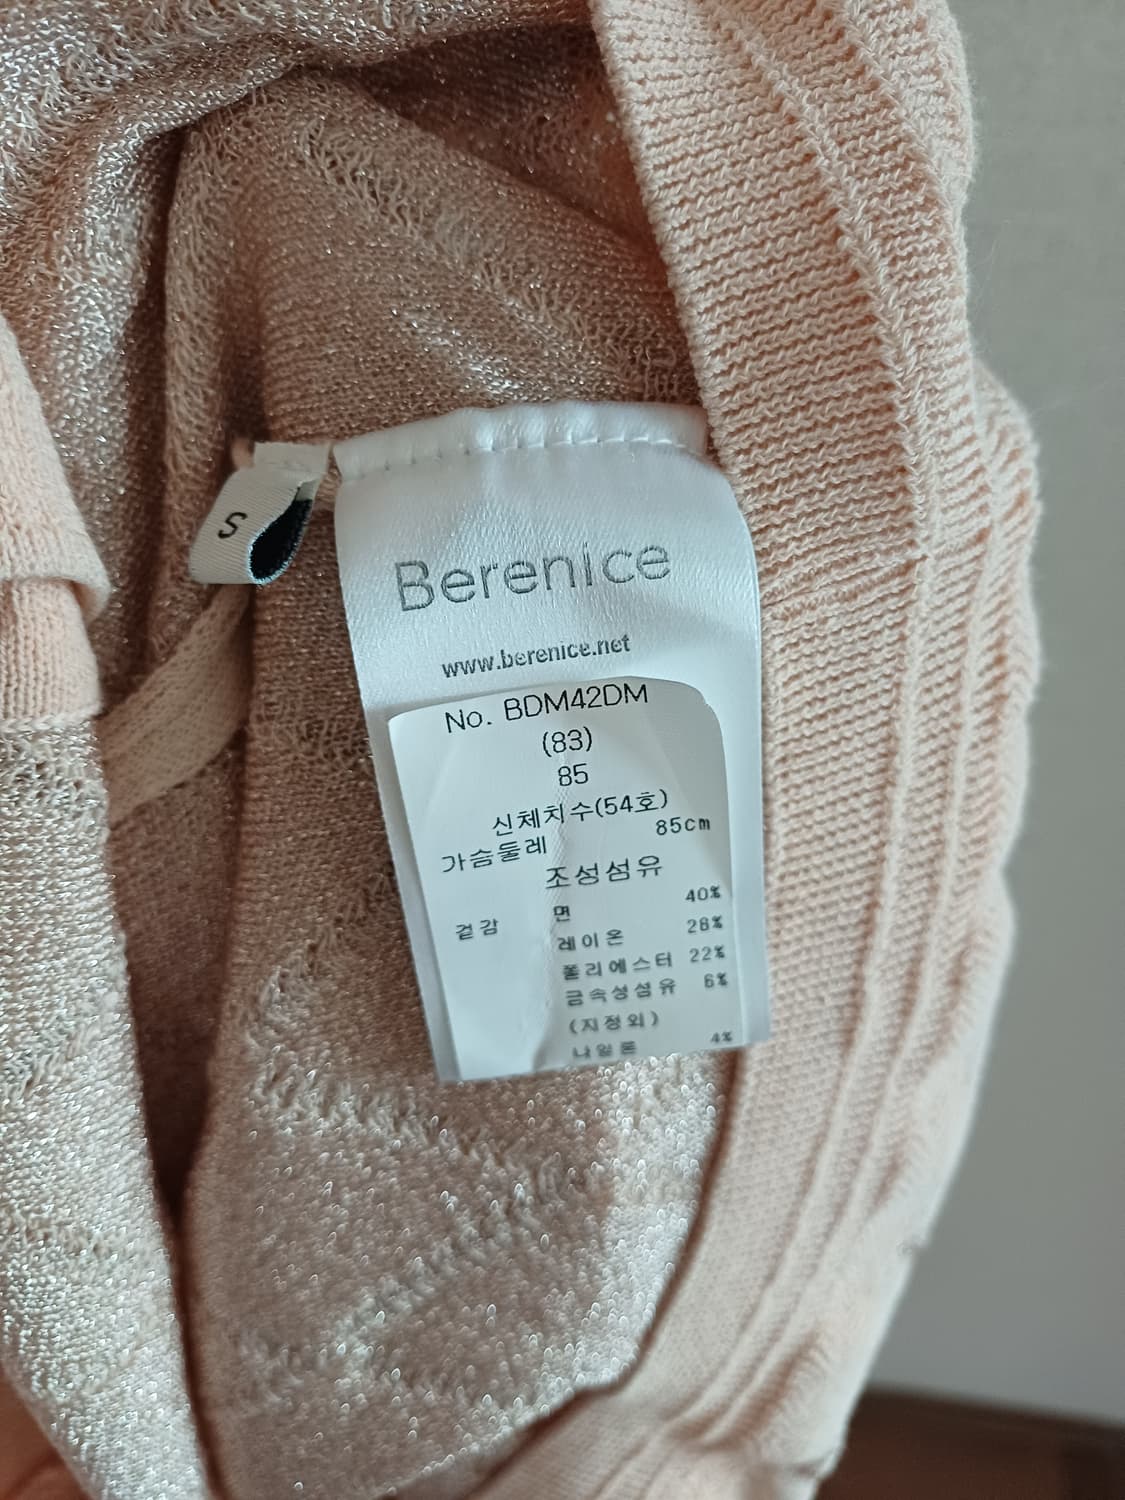 S
Berenice
www.berenice.net
No. BDM42DM
(83)
85
신체치수(54호)
가슴둘레 85cm
조성섬유
겉감 면 40%
레이온 28%
폴리에스터 22%
금속성섬유 6%
(지정외)
나일론 4%